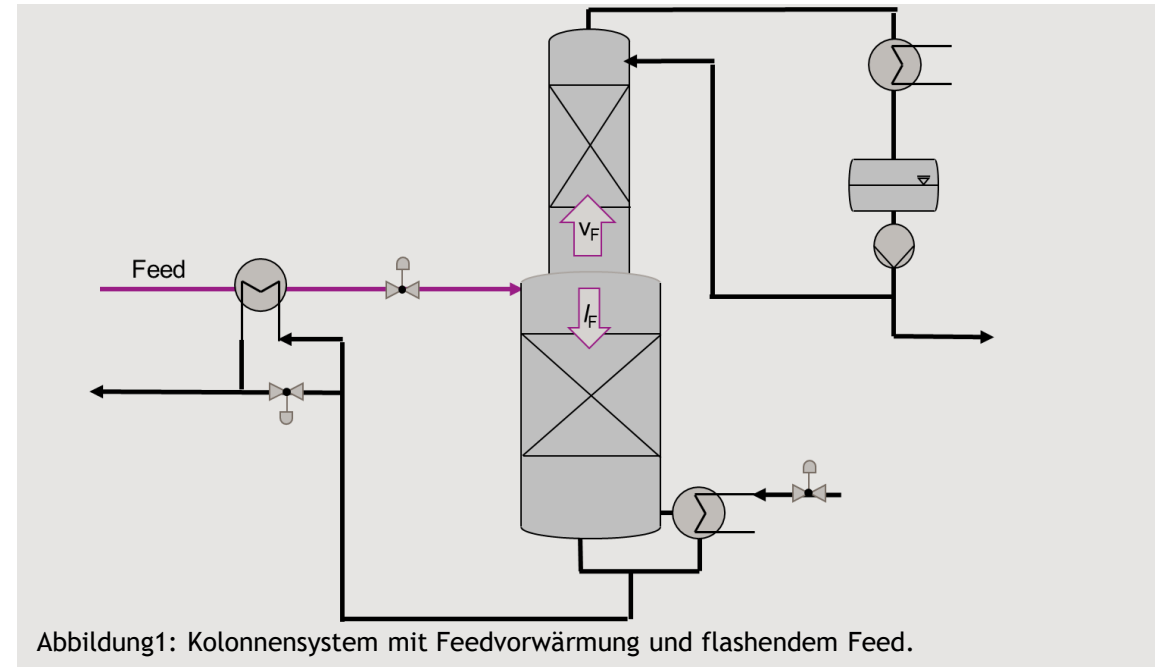 Feed
vF
lF
Abbildung1: Kolonnensystem mit Feedvorwärmung und flashendem Feed.